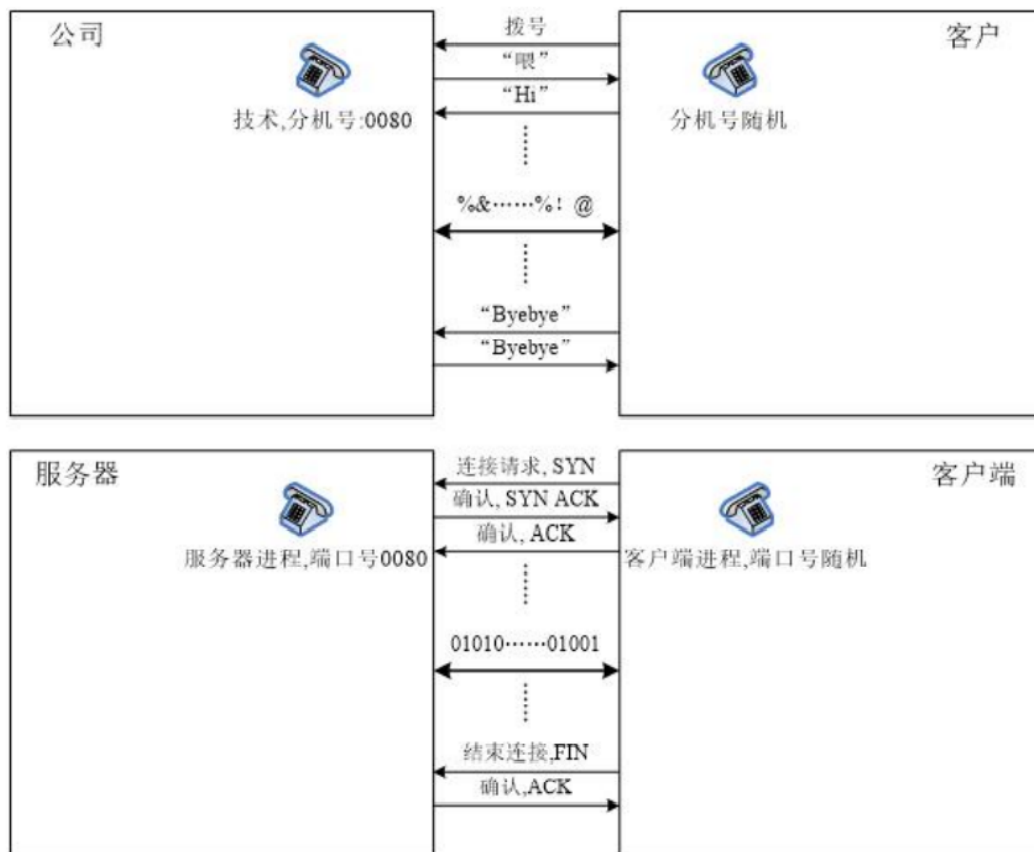 公司
客户
拨号
“喂”
“Hi”
技术,分机号:0080
分机号随机
%&……%! @
“Byebye”
“Byebye”
服务器
客户端
连接请求, SYN
确认, SYN ACK
确认, ACK
服务器进程,端口号0080
客户端进程,端口号随机
01010……01001
结束连接,FIN
确认,ACK